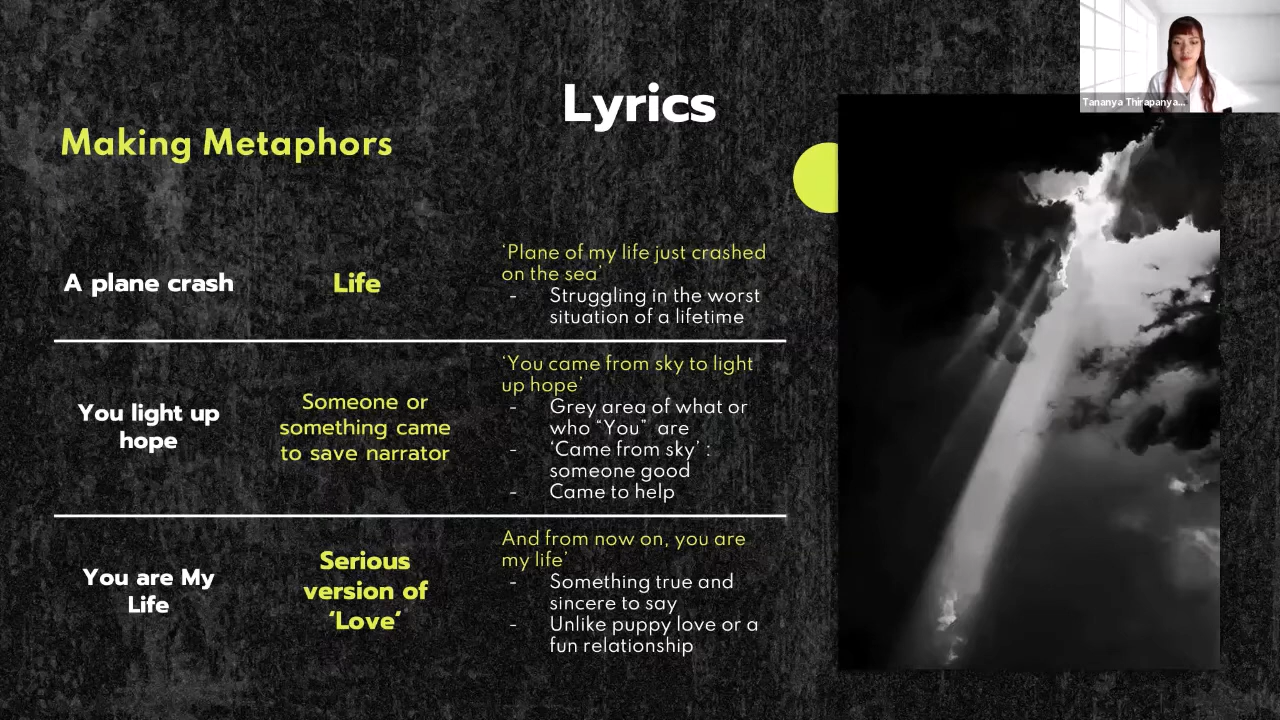 Tananya Thirapanya...
Lyrics
Making Metaphors
A plane crash
Life
‘Plane of my life just crashed
on the sea’
- Struggling in the worst
situation of a lifetime
You light up
hope
Someone or
something came
to save narrator
‘You came from sky to light
up hope’
- Grey area of what or
who “You” are
- ‘Came from sky’ :
someone good
- Came to help
You are My
Life
Serious
version of
‘Love’
And from now on, you are
my life’
- Something true and
sincere to say
- Unlike puppy love or a
fun relationship